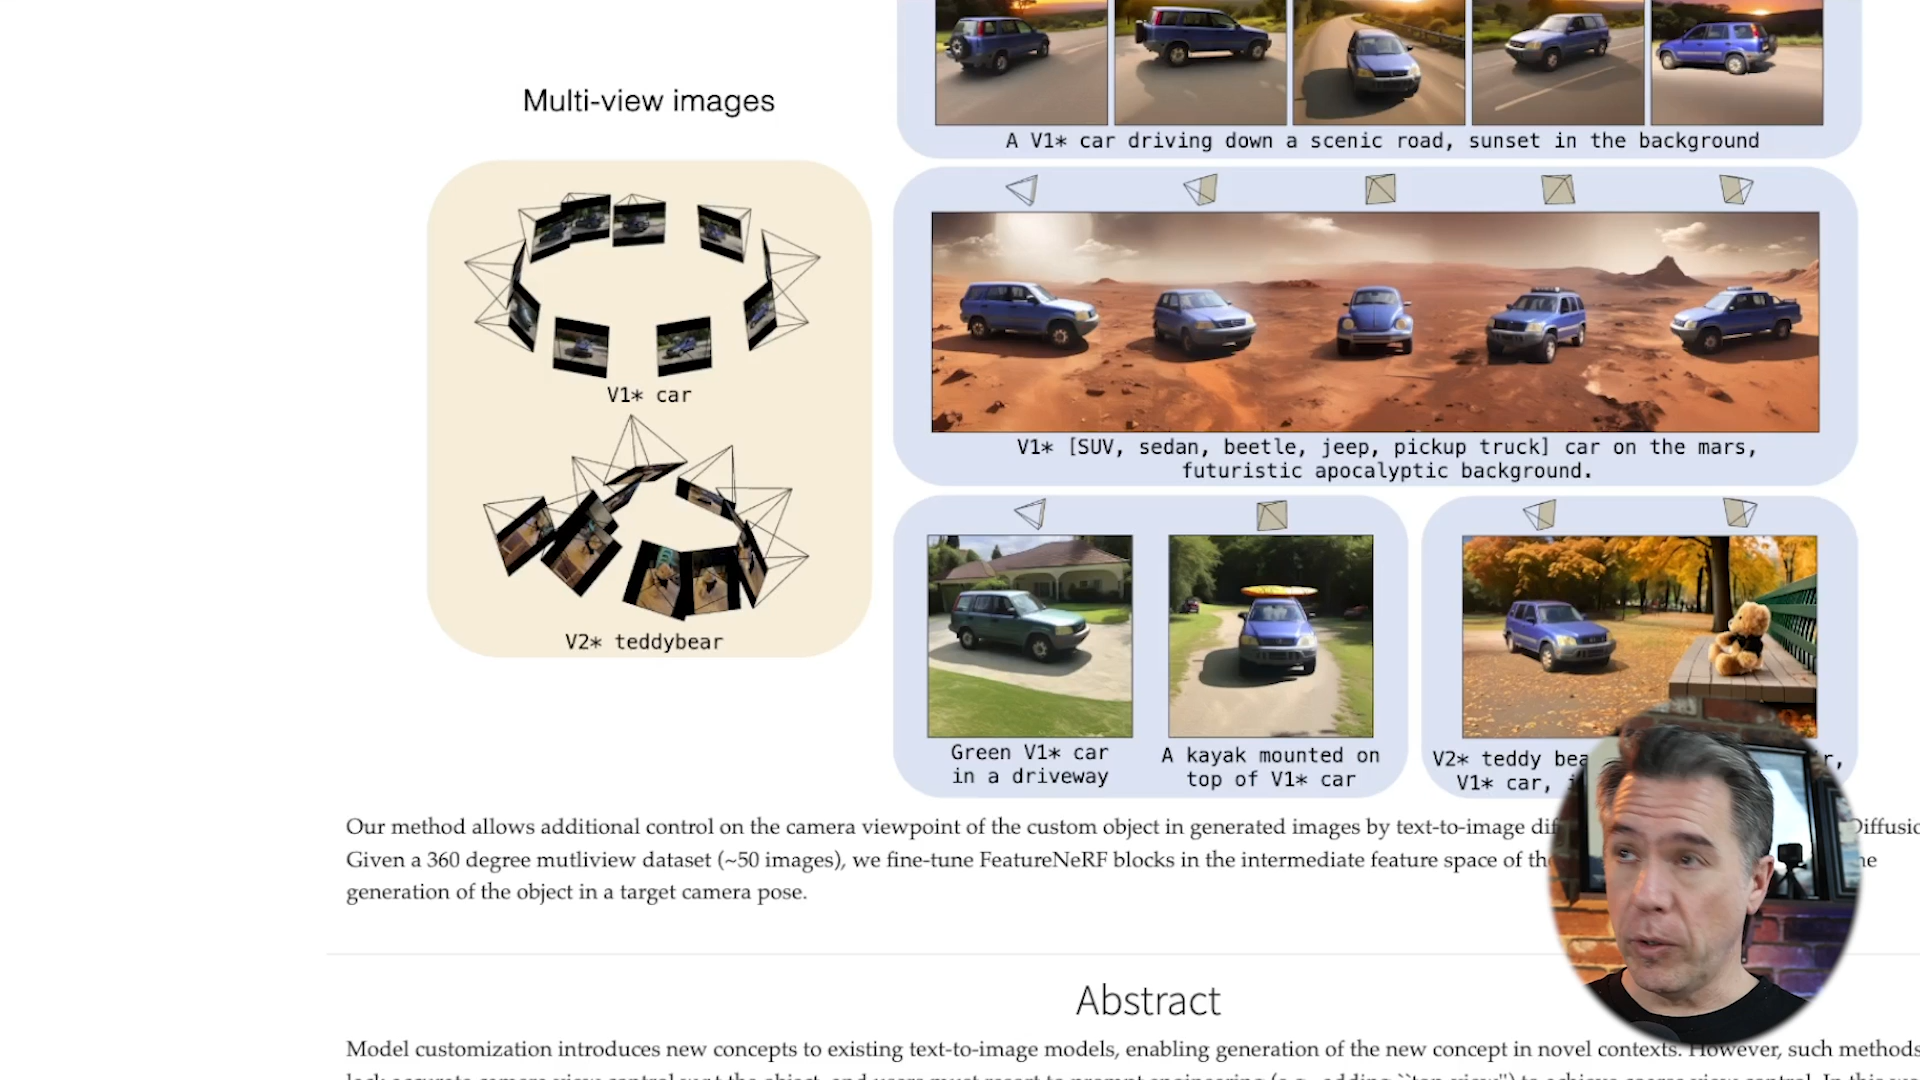 Multi-view images
V1* car
V2* teddybear
A V1* car driving down a scenic road, sunset in the background
V1* [SUV, sedan, beetle, jeep, pickup truck] car on the mars,
futuristic apocalyptic background.
Green V1* car
in a driveway
A kayak mounted on
top of V1* car
V2* teddy
V1* car,
Our method allows additional control on the camera viewpoint of the custom object in generated images by text-to-image
Given a 360 degree mutliview dataset (~50 images), we fine-tune FeatureNeRF blocks in the intermediate feature space of
generation of the object in a target camera pose.
Abstract
Model customization introduces new concepts to existing text-to-image models, enabling generation of the new concept in novel contexts. However, such methods